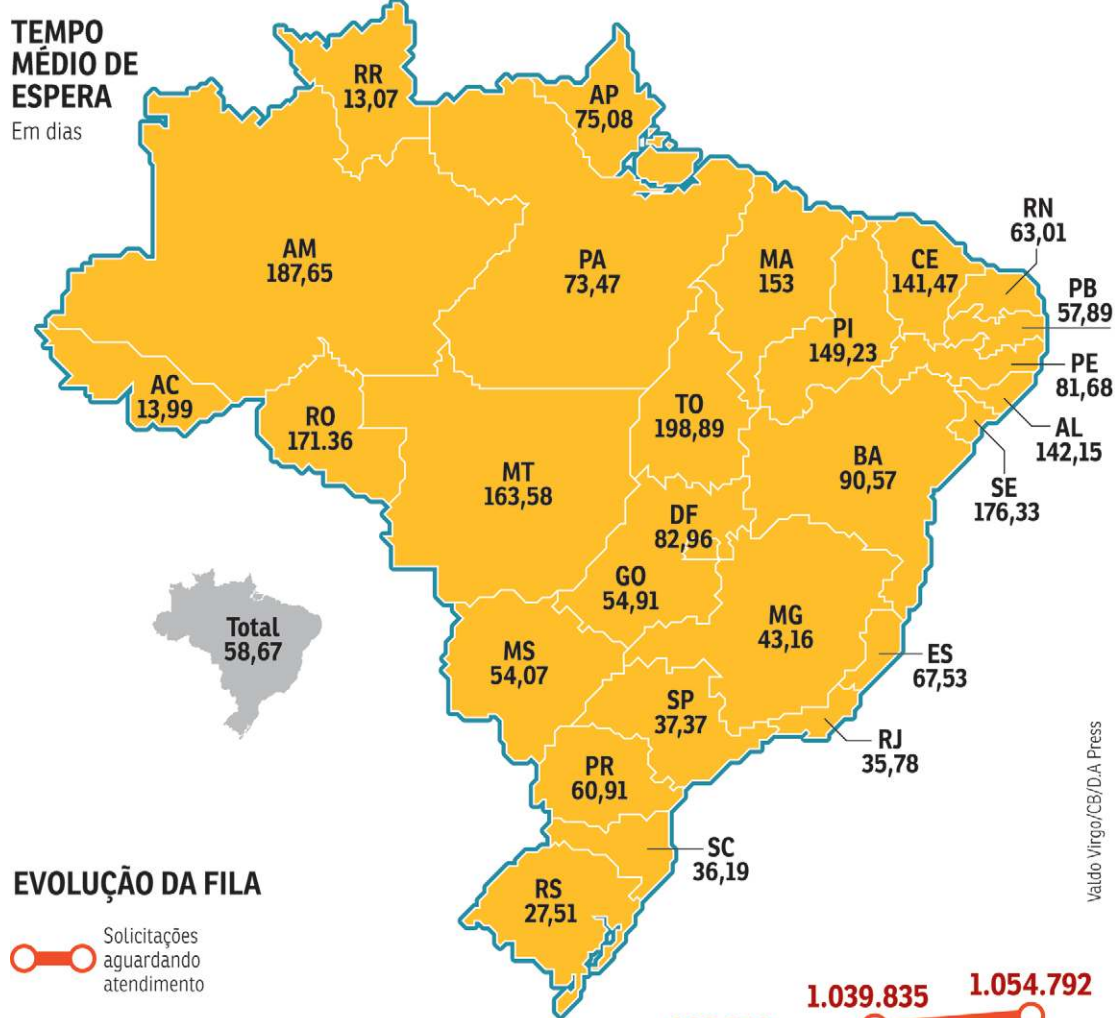 TEMPO
MÉDIO DE
ESPERA
Em dias
RR
13,07
AP
75,08
AM
187,65
PA
73,47
MA
153
CE
141,47
RN
63,01
PB
57,89
PI
149,23
PE
81,68
AC
13,99
RO
171.36
TO
198,89
AL
142,15
MT
163,58
BA
90,57
SE
176,33
DF
82,96
GO
54,91
MG
43,16
Total
58,67
MS
54,07
ES
67,53
SP
37,37
RJ
35,78
PR
60,91
SC
36,19
RS
27,51
Valdo Virgo/CB/D.A Press
EVOLUÇÃO DA FILA
Solicitações
aguardando
atendimento
1.039.835
1.054.792